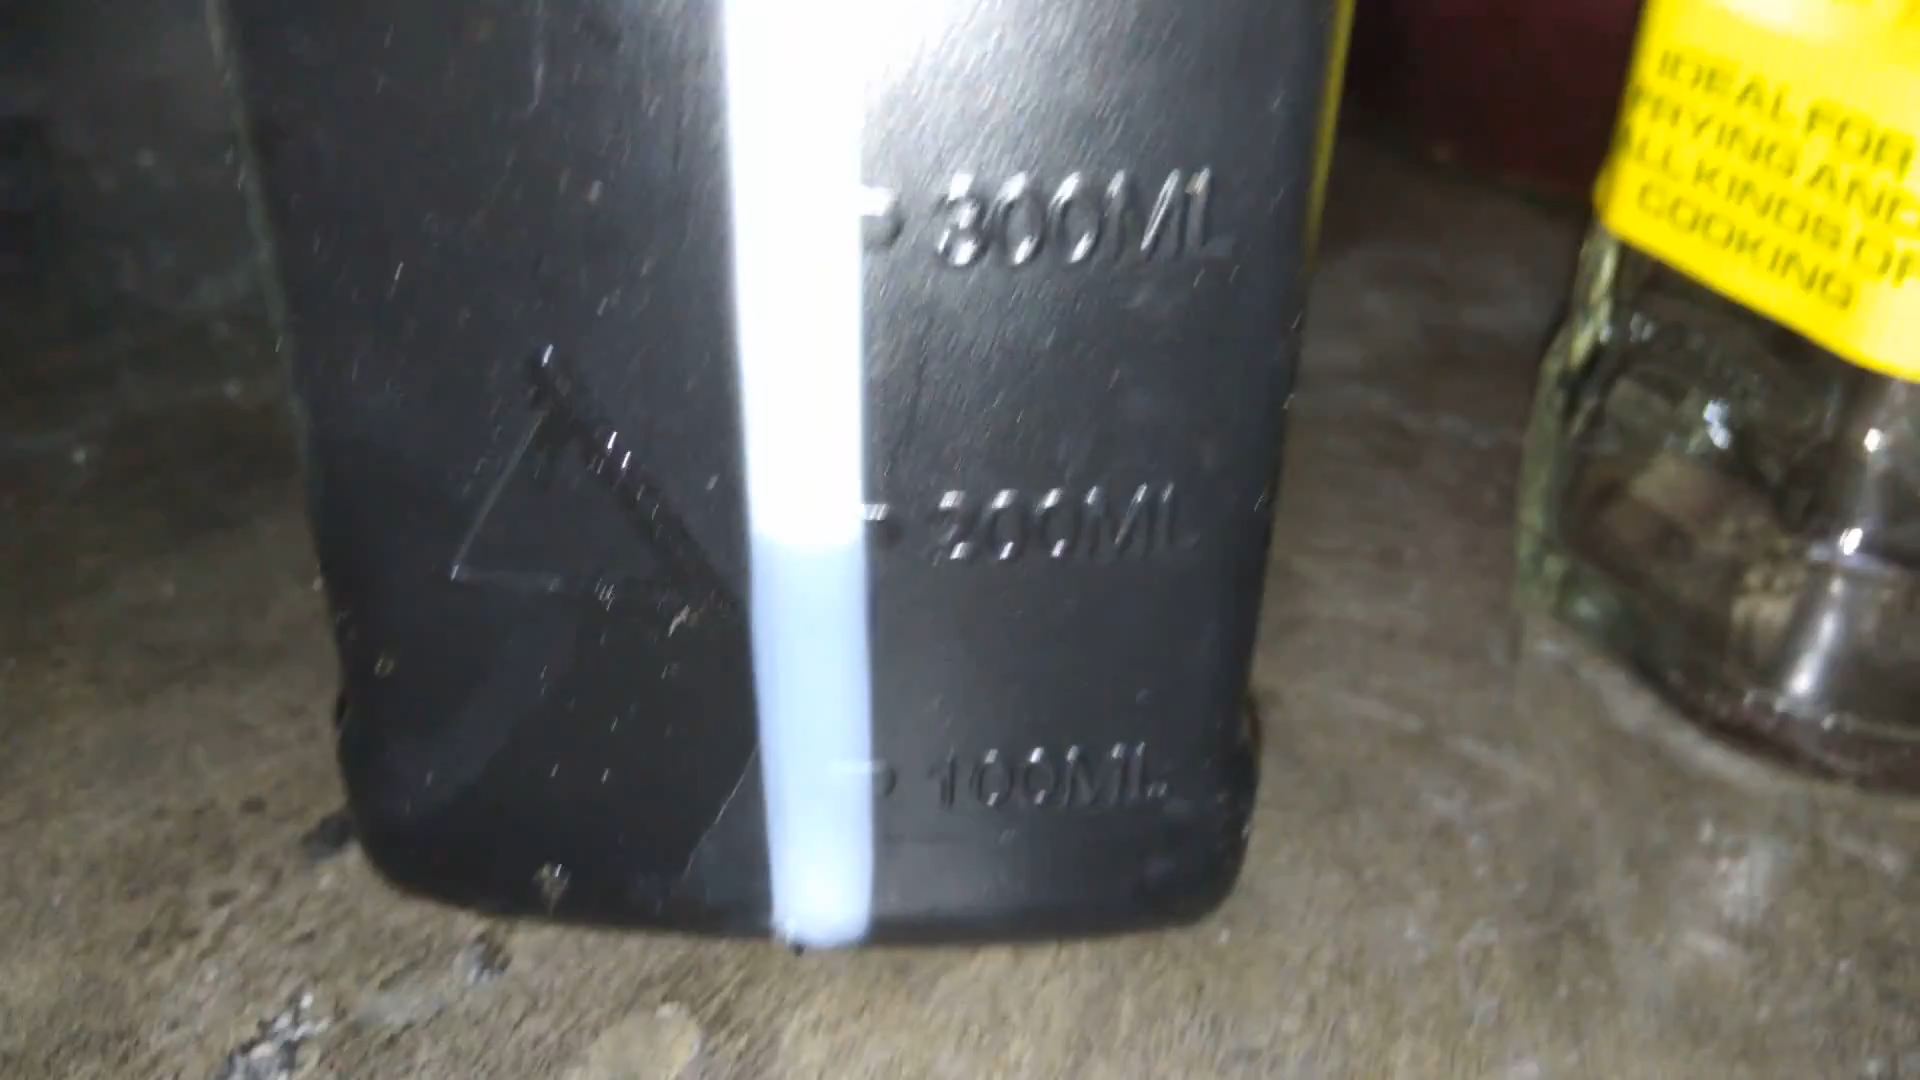 300ML
200ML
100ML
IDEAL FOR
FRYING AND
ALL KINDS OF
COOKING